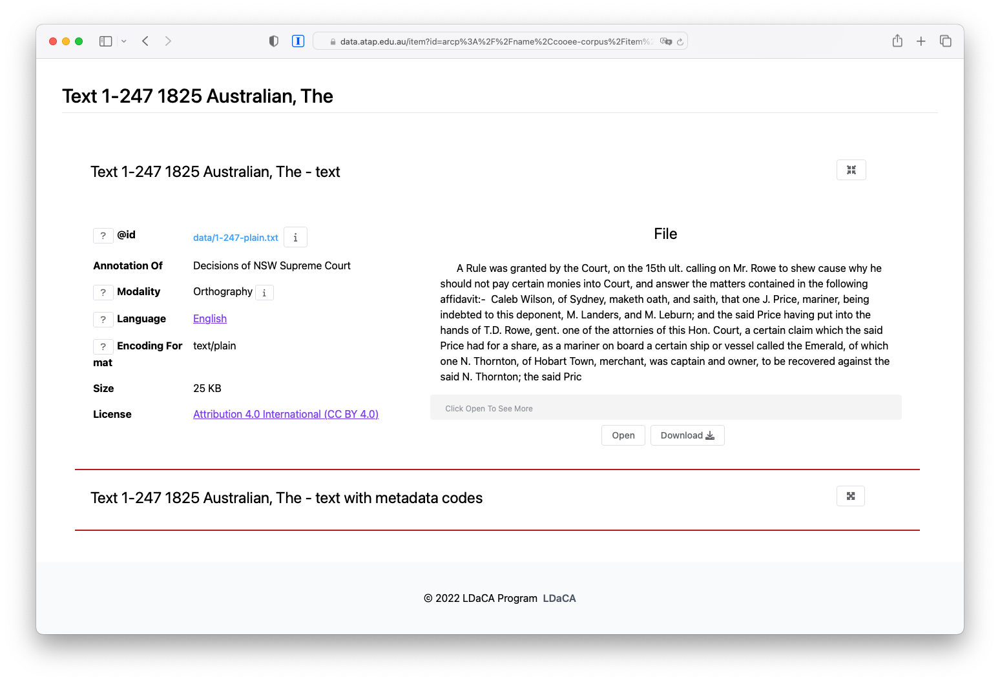 data.atap.edu.au/item?id=arcp%3A%2F%2Fname%2Ccooee-corpus%2Fitem%
Text 1-247 1825 Australian, The
Text 1-247 1825 Australian, The - text
? @id data/1-247-plain.txt i
Annotation Of Decisions of NSW Supreme Court
? Modality Orthography i
? Language English
? Encoding For
mat text/plain
Size 25 KB
License Attribution 4.0 International (CC BY 4.0)
File
A Rule was granted by the Court, on the 15th ult. calling on Mr. Rowe to shew cause why he
should not pay certain monies into Court, and answer the matters contained in the following
affidavit:-  Caleb Wilson, of Sydney, maketh oath, and saith, that one J. Price, mariner, being
indebted to this deponent, M. Landers, and M. Leburn; and the said Price having put into the
hands of T.D. Rowe, gent. one of the attornies of this Hon. Court, a certain claim which the said
Price had for a share, as a mariner on board a certain ship or vessel called the Emerald, of which
one N. Thornton, of Hobart Town, merchant, was captain and owner, to be recovered against the
said N. Thornton; the said Pric
Click Open To See More
Open Download
Text 1-247 1825 Australian, The - text with metadata codes
© 2022 LDaCA Program LDaCA